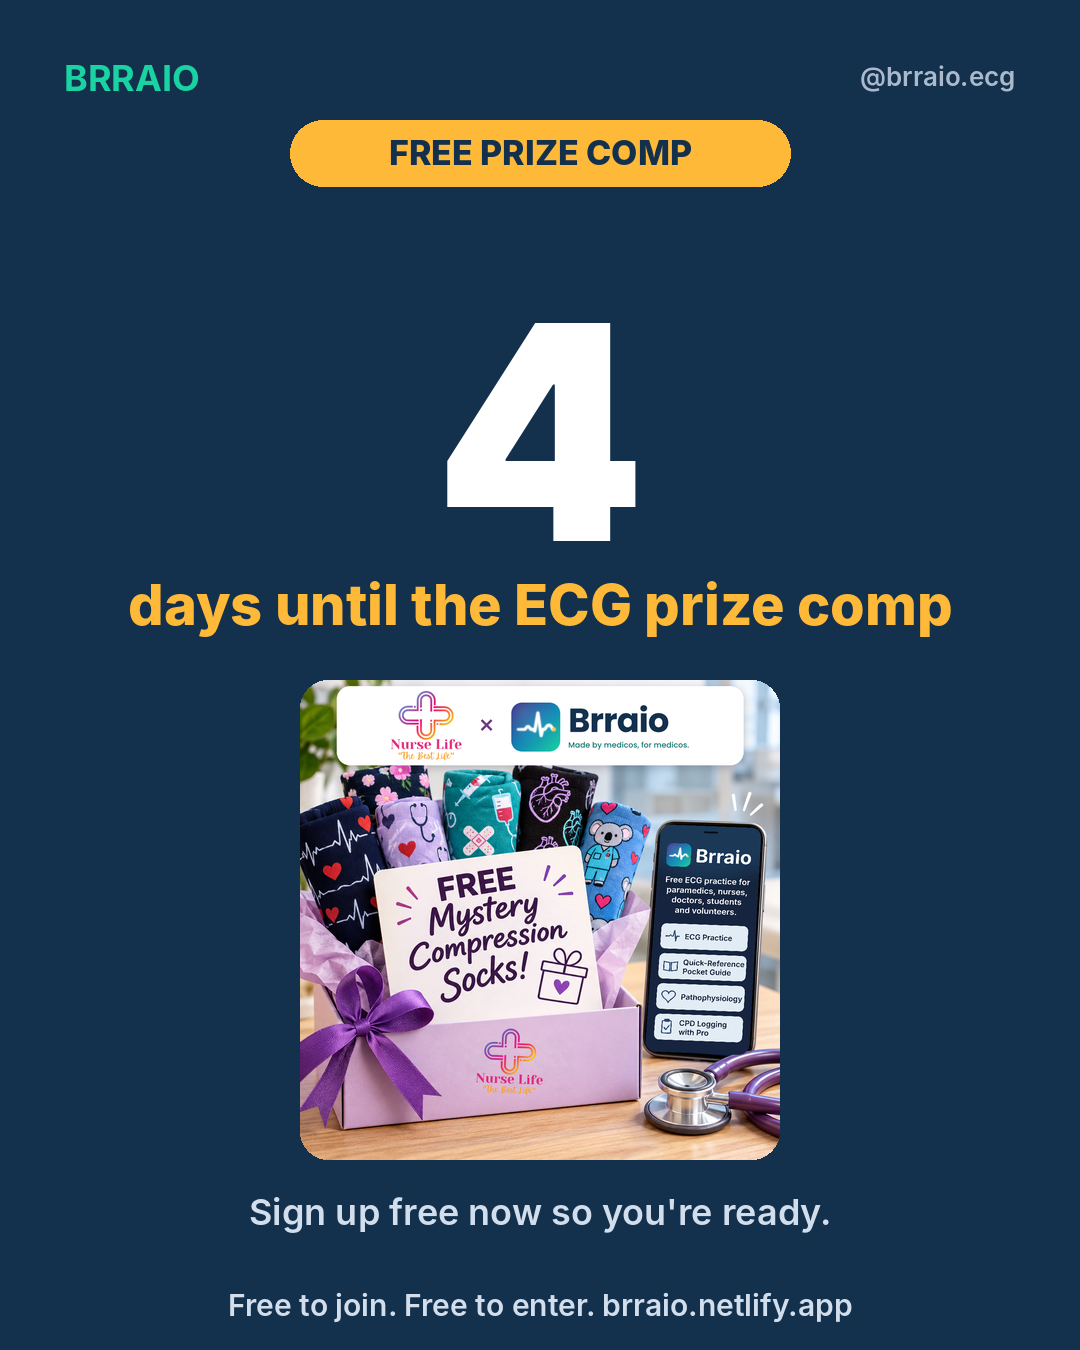 BRRAIO
@brraio.ecg
FREE PRIZE COMP
4
days until the ECG prize comp
Nurse Life
"The Best Life"
×
Brraio
Made by medicos, for medicos.
FREE
Mystery
Compression
Socks!
Nurse Life
"The Best Life"
Brraio
Free ECG practice for
paramedics, nurses,
doctors, students
and volunteers.
ECG Practice
Quick-Reference
Pocket Guide
Pathophysiology
CPD Logging
with Pro
Sign up free now so you're ready.
Free to join. Free to enter. brraio.netlify.app